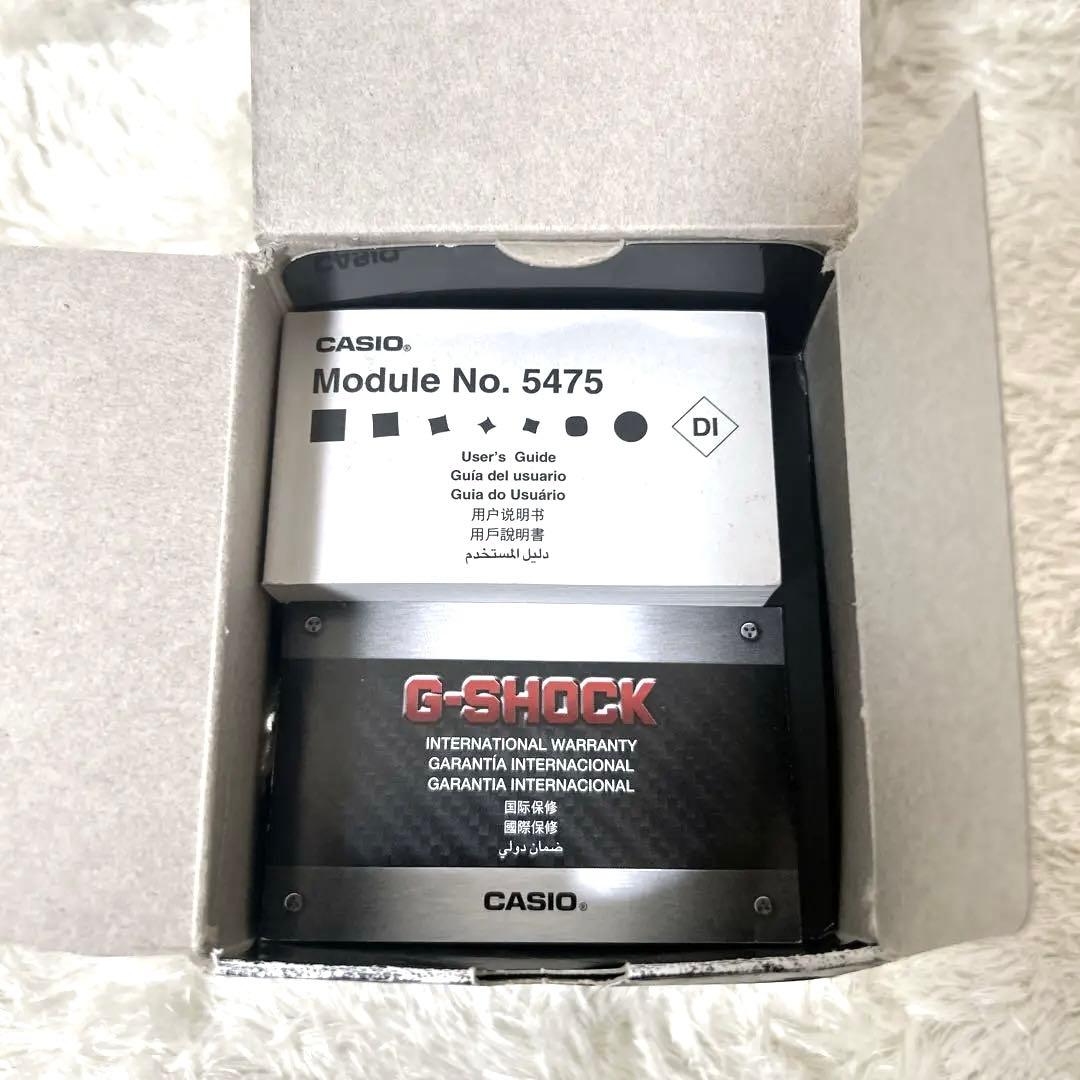 CASIO
CASIO®
Module No. 5475
DI
User's Guide
Guía del usuario
Guia do Usuário
用户说明书
用戶說明書
دليل المستخدم
G-SHOCK
INTERNATIONAL WARRANTY
GARANTÍA INTERNACIONAL
GARANTIA INTERNACIONAL
国际保修
國際保修
ضمان دولي
CASIO®